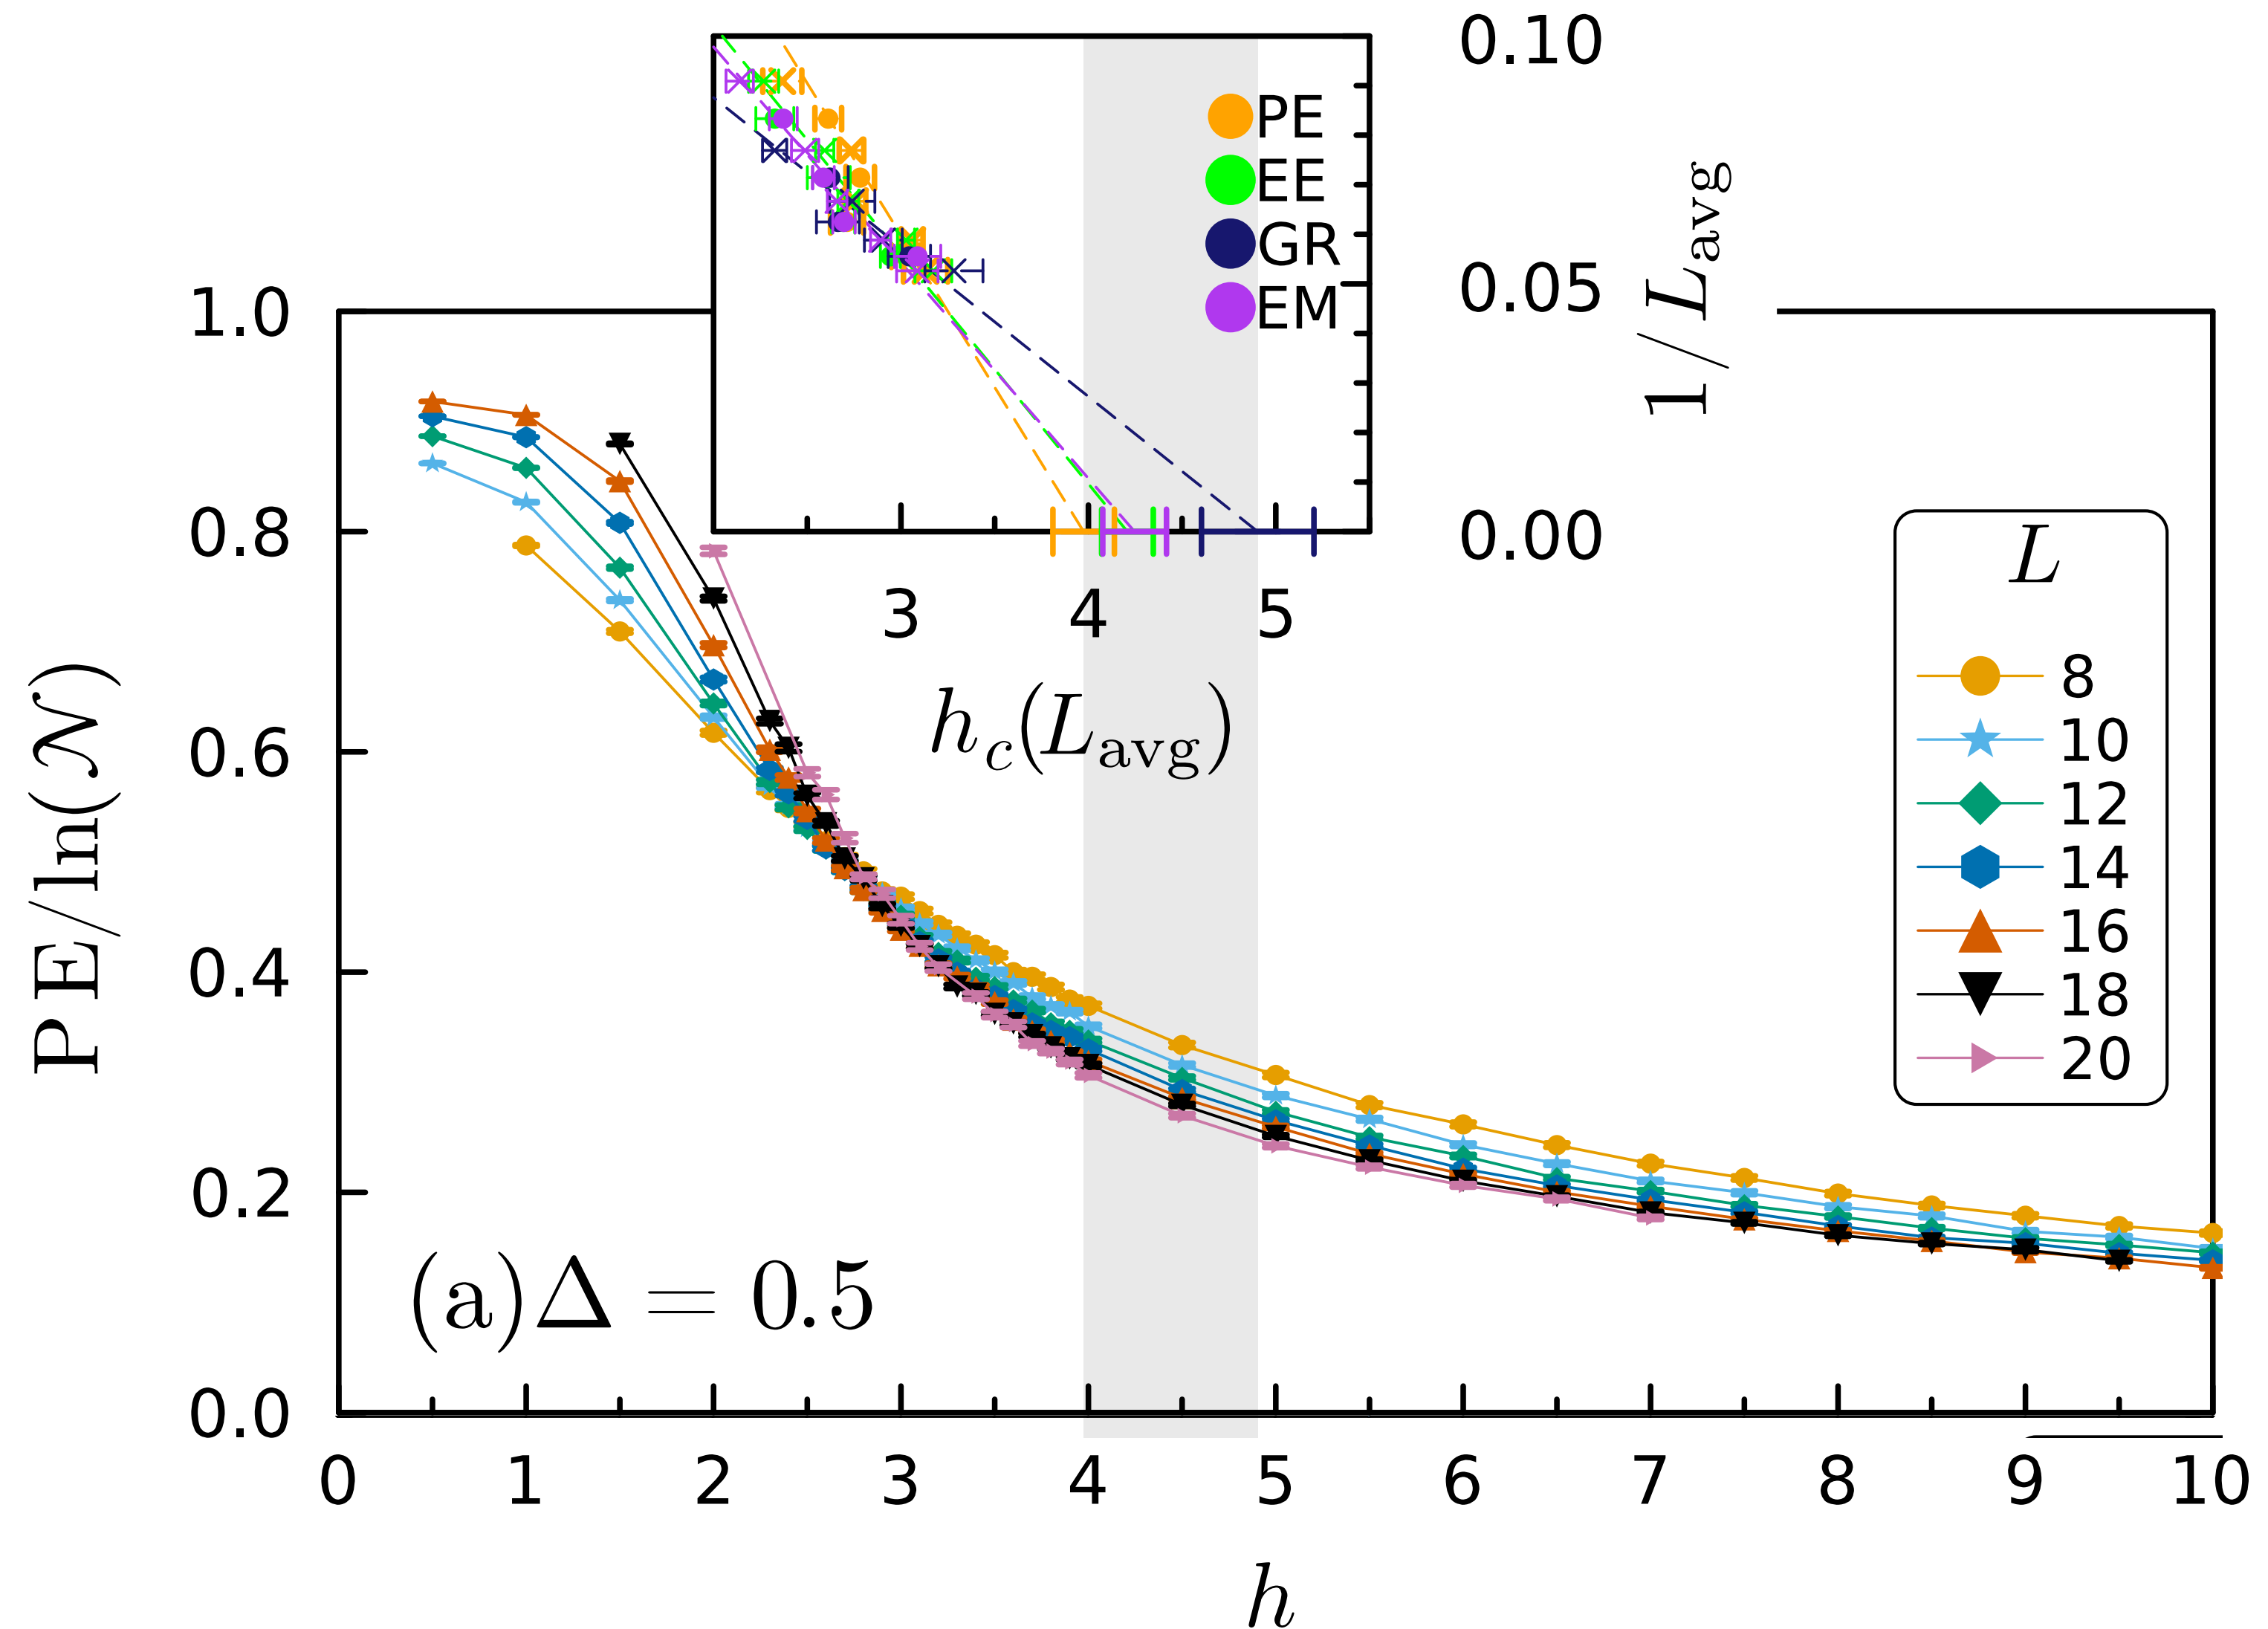 0.10
PE
EE
GR
EM
0.05
1/L_avg
0.00
3 4 5
h_c(L_avg)
1.0
0.8
0.6
0.4
0.2
0.0
PE/ln(𝒩)
L
8
10
12
14
16
18
20
(a)Δ = 0.5
0 1 2 3 4 5 6 7 8 9 10
h